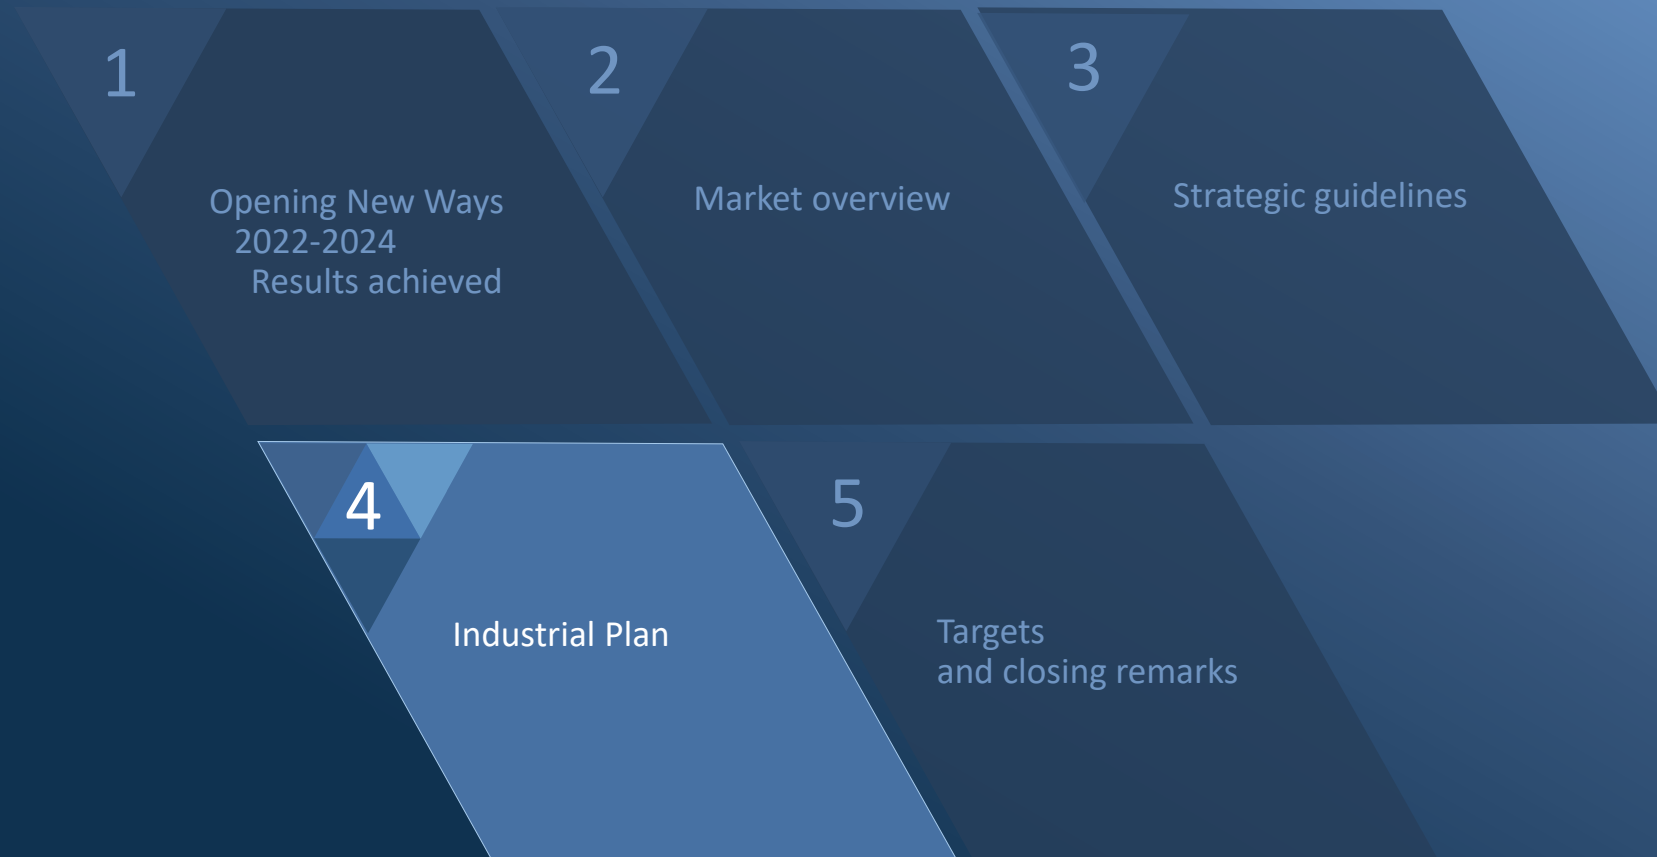 1
Opening New Ways
2022-2024
Results achieved
2
Market overview
3
Strategic guidelines
4
Industrial Plan
5
Targets
and closing remarks